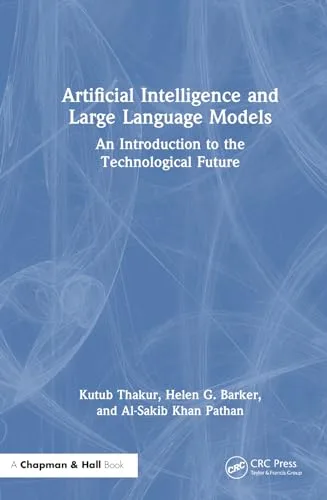 Artificial Intelligence and
Large Language Models
An Introduction to the
Technological Future
Kutub Thakur, Helen G. Barker,
and Al-Sakib Khan Pathan
A Chapman & Hall Book
CRC CRC Press
Taylor & Francis Group